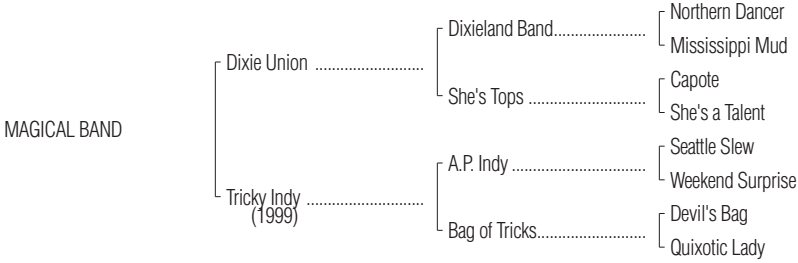 Northern Dancer
Dixieland Band......................
Mississippi Mud
Dixie Union ..........................
Capote
She's Tops ............................
She's a Talent
MAGICAL BAND
Seattle Slew
A.P. Indy ................................
Weekend Surprise
Tricky Indy ............................
(1999)
Devil's Bag
Bag of Tricks..........................
Quixotic Lady